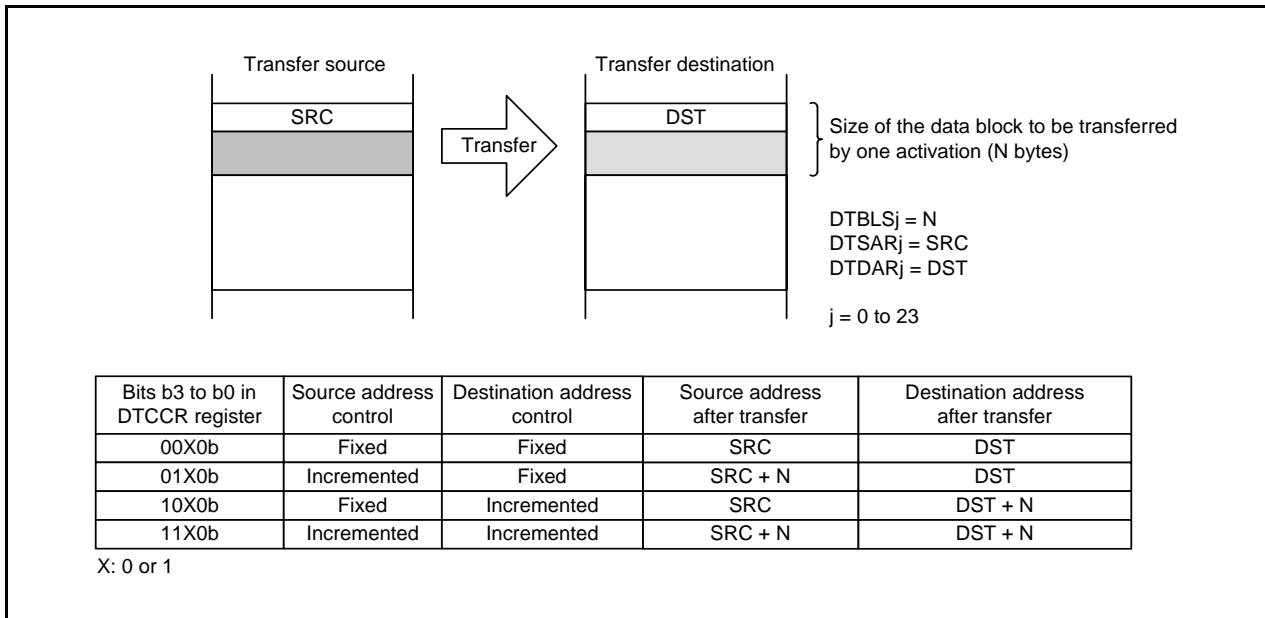 Transfer source
Transfer destination
SRC
DST
Transfer
Size of the data block to be transferred
by one activation (N bytes)
DTBLSj = N
DTSARj = SRC
DTDARj = DST
j = 0 to 23
Bits b3 to b0 in DTCCR register Source address control Destination address control Source address after transfer Destination address after transfer
00X0b Fixed Fixed SRC DST
01X0b Incremented Fixed SRC + N DST
10X0b Fixed Incremented SRC DST + N
11X0b Incremented Incremented SRC + N DST + N
X: 0 or 1